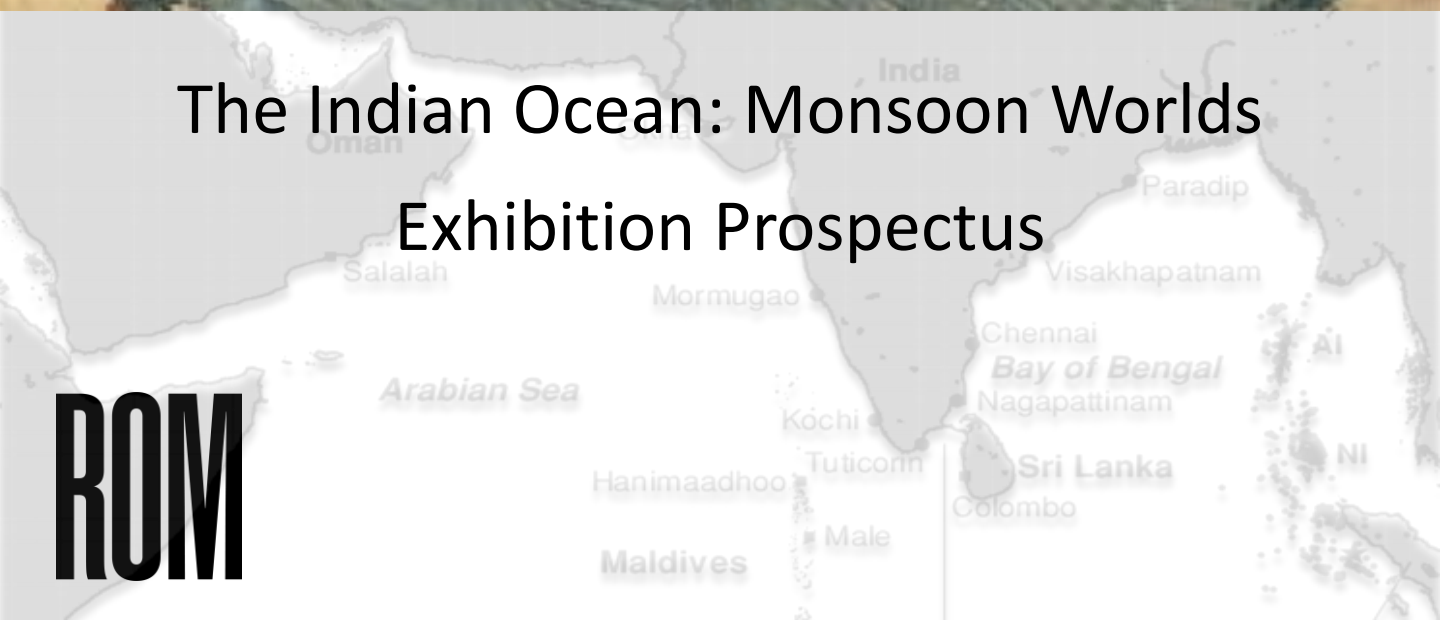 India
The Indian Ocean: Monsoon Worlds
Oman
Okha
Paradip
Exhibition Prospectus
Salalah
Visakhapatnam
Mormugao
Chennai
AI
Bay of Bengal
Arabian Sea
Nagapattinam
ROM
Kochi
NI
Tuticorin
Sri Lanka
Hanimaadhoo
Colombo
Male
Maldives